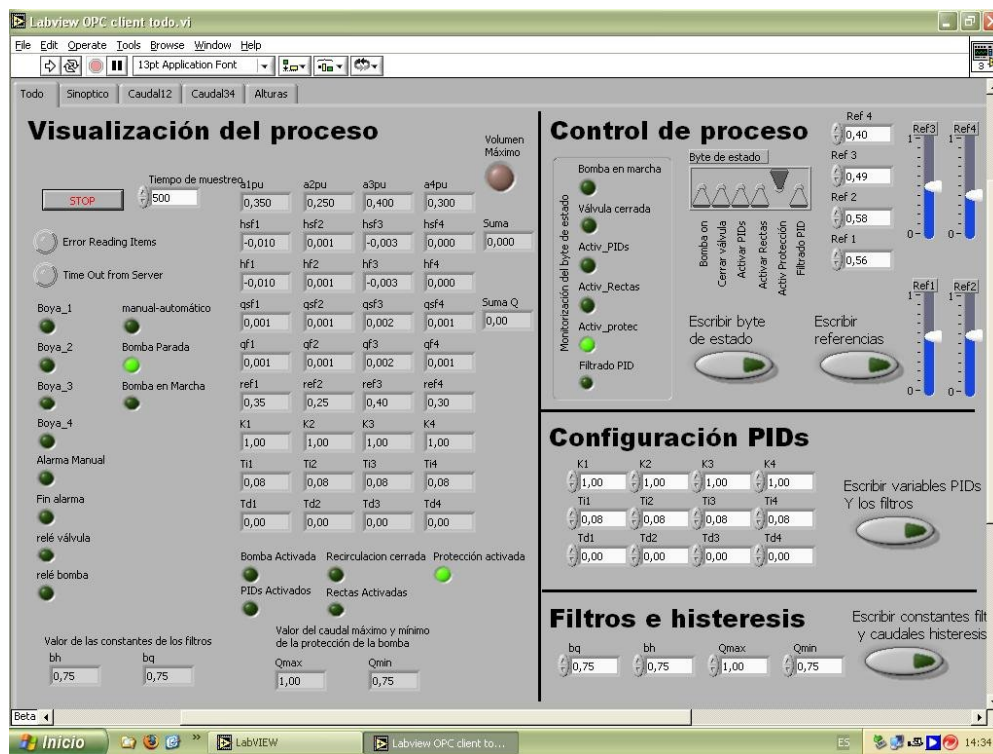 Labview OPC client todo.vi
File Edit Operate Tools Browse Window Help
13pt Application Font
3
Todo Sinoptico Caudal12 Caudal34 Alturas
Visualización del proceso
Volumen
Máximo
STOP
Tiempo de muestreo
500
Error Reading Items
Time Out from Server
a1pu a2pu a3pu a4pu
0,350 0,250 0,400 0,300
hsf1 hsf2 hsf3 hsf4 Suma
-0,010 0,001 -0,003 0,000 0,000
hf1 hf2 hf3 hf4
-0,010 0,001 -0,003 0,000
qsf1 qsf2 qsf3 qsf4 Suma Q
0,001 0,001 0,002 0,001 0,00
qf1 qf2 qf3 qf4
0,001 0,001 0,002 0,001
ref1 ref2 ref3 ref4
0,35 0,25 0,40 0,30
K1 K2 K3 K4
1,00 1,00 1,00 1,00
Ti1 Ti2 Ti3 Ti4
0,08 0,08 0,08 0,08
Td1 Td2 Td3 Td4
0,00 0,00 0,00 0,00
Boya_1 manual-automático
Boya_2 Bomba Parada
Boya_3 Bomba en Marcha
Boya_4
Alarma Manual
Fin alarma
relé válvula
relé bomba
Bomba Activada Recirculacion cerrada Protección activada
PIDs Activados Rectas Activadas
Valor de las constantes de los filtros
bh bq
0,75 0,75
Valor del caudal máximo y mínimo
de la protección de la bomba
Qmax Qmin
1,00 0,75
Control de proceso
Monitorización del byte de estado
Bomba en marcha
Válvula cerrada
Activ_PIDs
Activ_Rectas
Activ_protec
Filtrado PID
Byte de estado
Bomba on
Cerrar válvula
Activar PIDs
Activar Rectas
Activ Protección
Filtrado PID
Ref 4
0,40
Ref 3
0,49
Ref 2
0,58
Ref 1
0,56
Ref3 Ref4
1 1
0 0
Ref1 Ref2
1 1
0 0
Escribir byte
de estado
Escribir
referencias
Configuración PIDs
K1 K2 K3 K4
1,00 1,00 1,00 1,00
Ti1 Ti2 Ti3 Ti4
0,08 0,08 0,08 0,08
Td1 Td2 Td3 Td4
0,00 0,00 0,00 0,00
Escribir variables PIDs
Y los filtros
Filtros e histeresis
bq bh Qmax Qmin
0,75 0,75 1,00 0,75
Escribir constantes filt
y caudales histeresis
Beta
Inicio » LabVIEW Labview OPC client to... ES 14:34